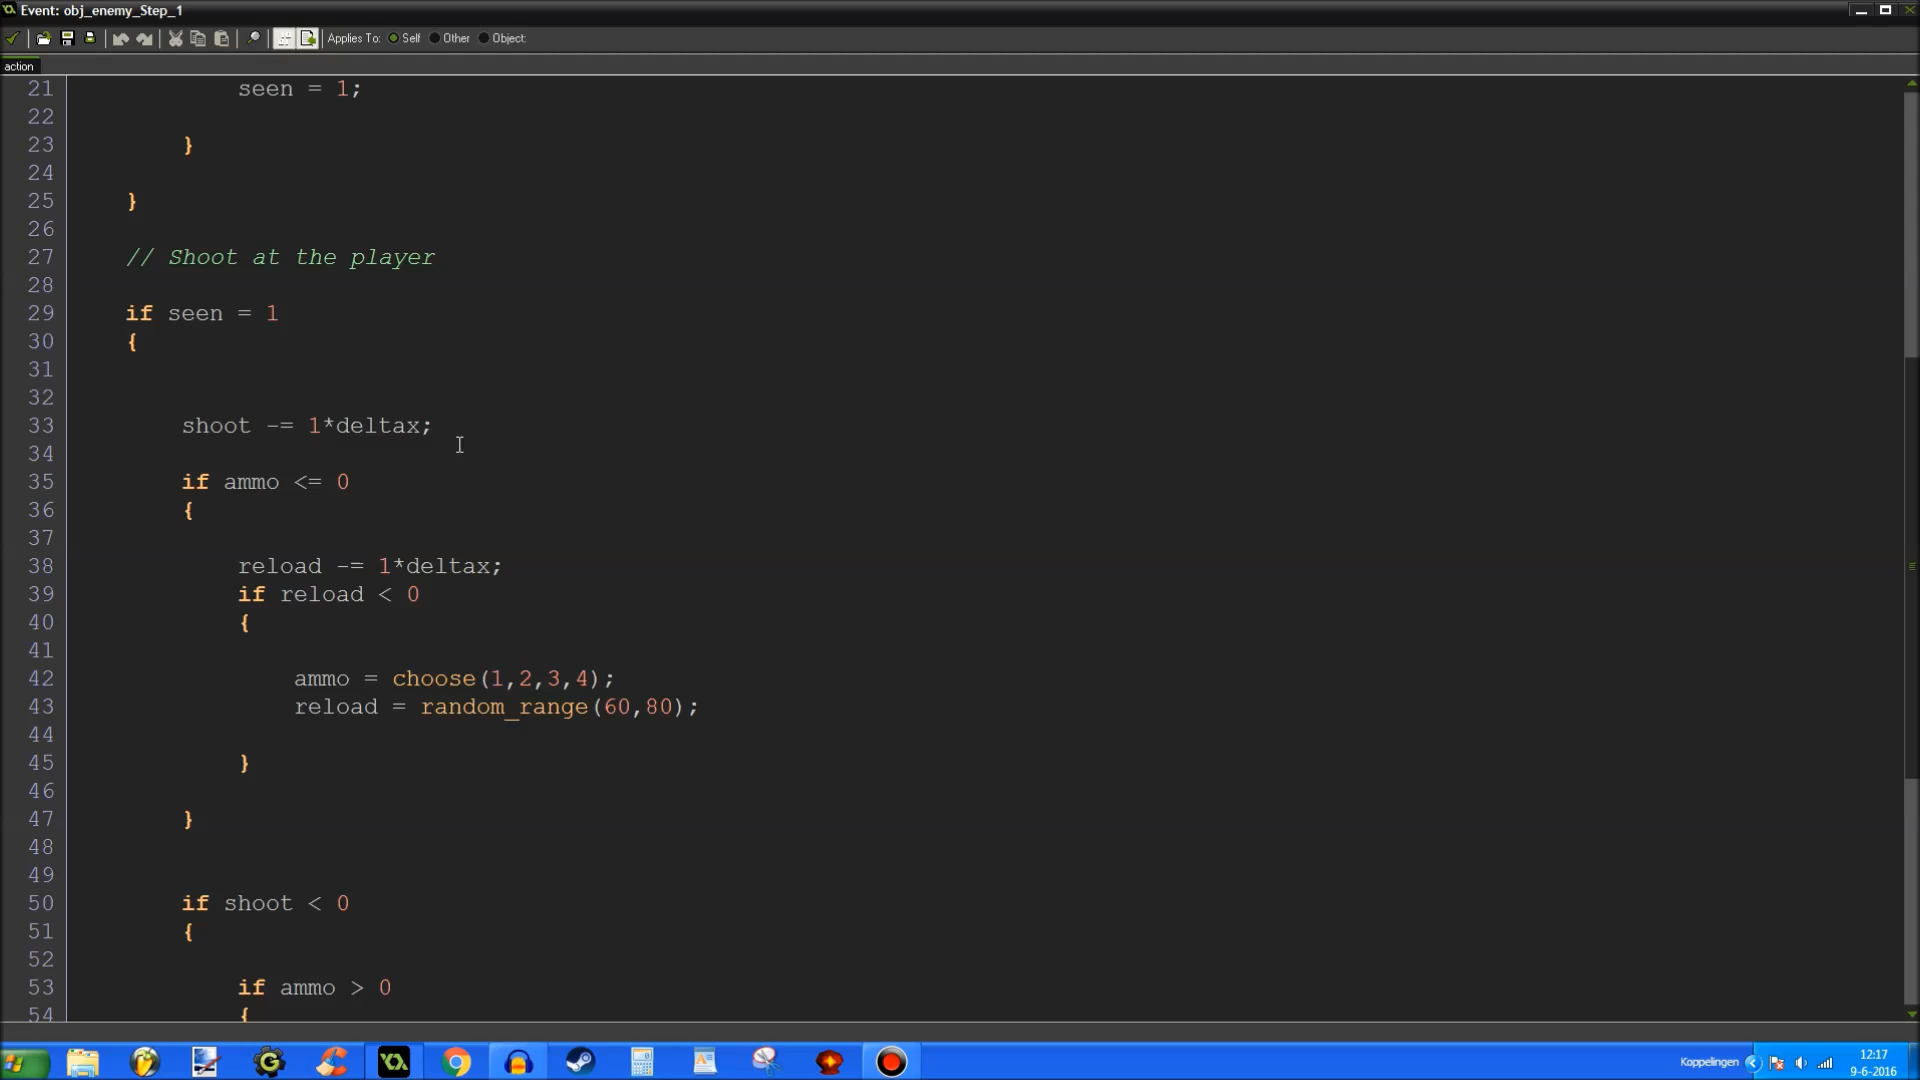 Event: obj_enemy_Step_1
Applies To: Self Other Object:
action
21 seen = 1;
22
23 }
24
25 }
26
27 // Shoot at the player
28
29 if seen = 1
30 {
31
32
33 shoot -= 1*deltax;
34
35 if ammo <= 0
36 {
37
38 reload -= 1*deltax;
39 if reload < 0
40 {
41
42 ammo = choose(1,2,3,4);
43 reload = random_range(60,80);
44
45 }
46
47 }
48
49
50 if shoot < 0
51 {
52
53 if ammo > 0
54 {
Koppelingen 12:17
9-6-2016